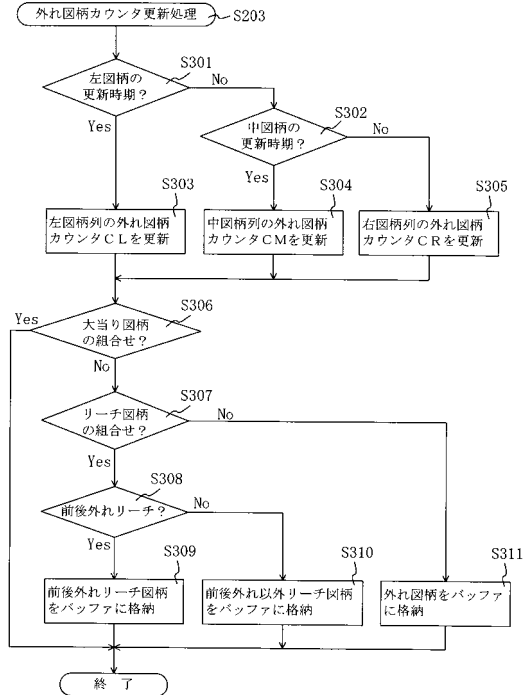 外れ図柄カウンタ更新処理
S203
S301
左図柄の
更新時期？
No
Yes
S302
中図柄の
更新時期？
No
Yes
S303
左図柄列の外れ図柄
カウンタＣＬを更新
S304
中図柄列の外れ図柄
カウンタＣＭを更新
S305
右図柄列の外れ図柄
カウンタＣＲを更新
S306
大当り図柄
の組合せ？
Yes
No
S307
リーチ図柄
の組合せ？
No
Yes
S308
前後外れリーチ？
No
Yes
S309
前後外れリーチ図柄
をバッファに格納
S310
前後外れ以外リーチ図柄
をバッファに格納
S311
外れ図柄をバッファ
に格納
終 了